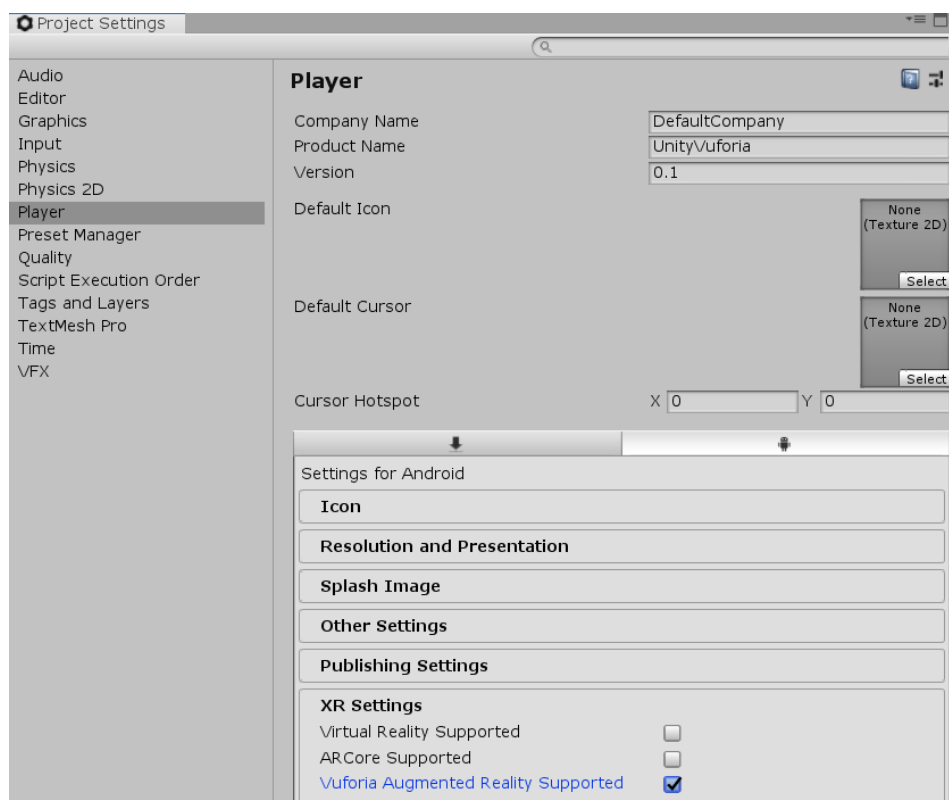 Project Settings
Audio
Editor
Graphics
Input
Physics
Physics 2D
Player
Preset Manager
Quality
Script Execution Order
Tags and Layers
TextMesh Pro
Time
VFX
Player
Company Name DefaultCompany
Product Name UnityVuforia
Version 0.1
Default Icon
None
(Texture 2D)
Select
Default Cursor
None
(Texture 2D)
Select
Cursor Hotspot X 0 Y 0
Settings for Android
Icon
Resolution and Presentation
Splash Image
Other Settings
Publishing Settings
XR Settings
Virtual Reality Supported
ARCore Supported
Vuforia Augmented Reality Supported